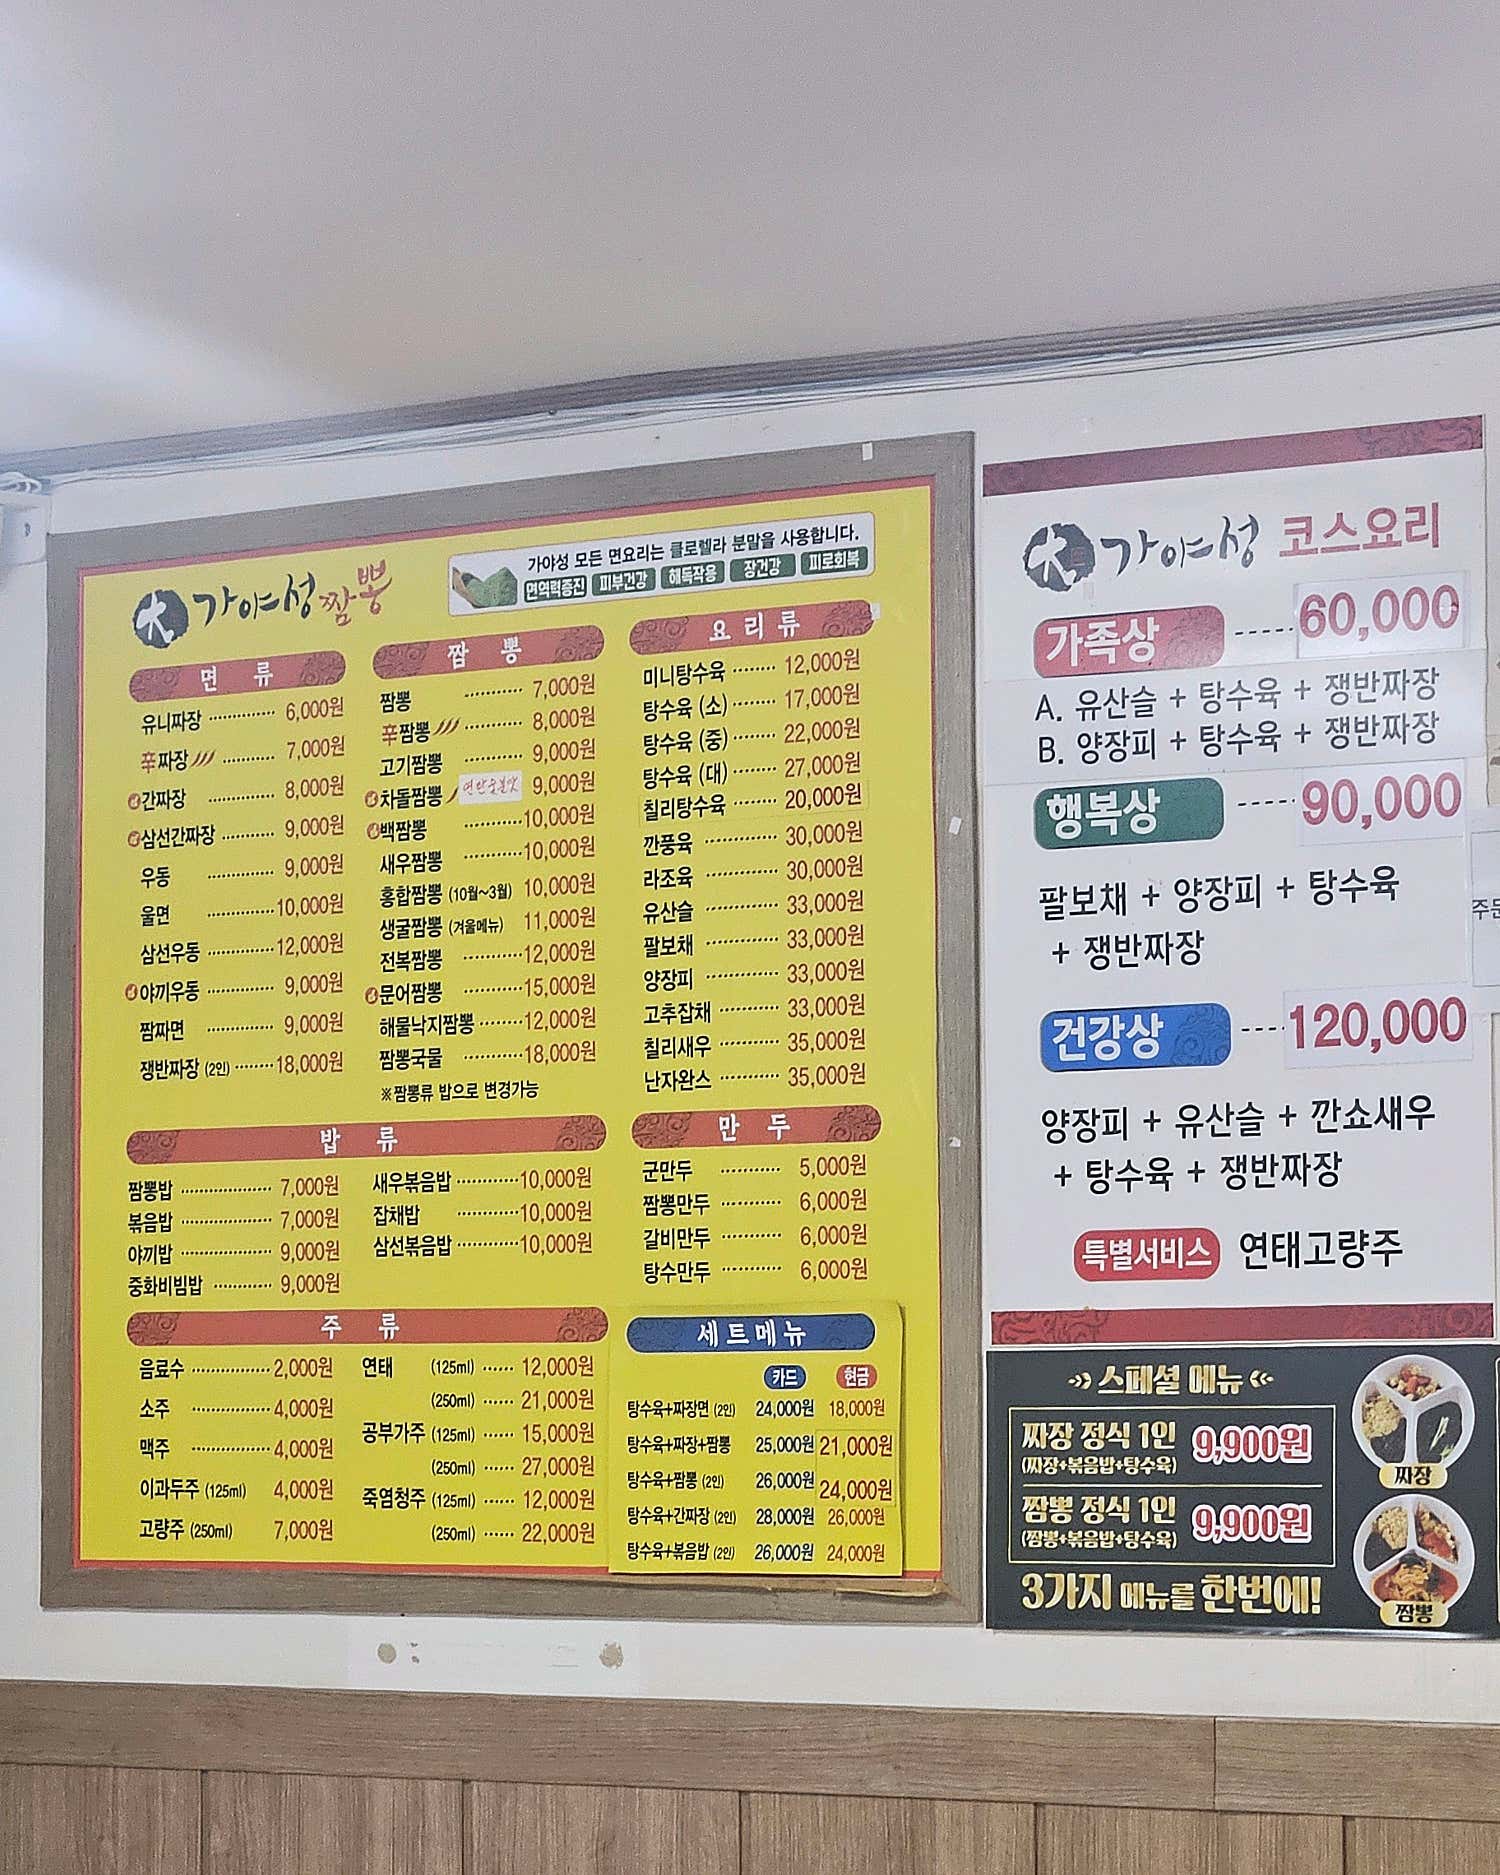 가야성짬뽕
가야성 모든 면요리는 클로렐라 분말을 사용합니다.
면역력증진 피부건강 해독작용 장건강 피로회복
면 류
유니짜장 6,000원
辛짜장 7,000원
간짜장 8,000원
삼선간짜장 9,000원
우동 9,000원
울면 10,000원
삼선우동 12,000원
야끼우동 9,000원
짬짜면 9,000원
쟁반짜장 (2인) 18,000원
짬 뽕
짬뽕 7,000원
辛짬뽕 8,000원
고기짬뽕 9,000원
차돌짬뽕 9,000원
백짬뽕 10,000원
새우짬뽕 10,000원
홍합짬뽕 (10월~3월) 10,000원
생굴짬뽕 (겨울메뉴) 11,000원
전복짬뽕 12,000원
문어짬뽕 15,000원
해물낙지짬뽕 12,000원
짬뽕국물 18,000원
※짬뽕류 밥으로 변경가능
요 리 류
미니탕수육 12,000원
탕수육 (소) 17,000원
탕수육 (중) 22,000원
탕수육 (대) 27,000원
칠리탕수육 20,000원
깐풍육 30,000원
라조육 30,000원
유산슬 33,000원
팔보채 33,000원
양장피 33,000원
고추잡채 33,000원
칠리새우 35,000원
난자완스 35,000원
밥 류
짬뽕밥 7,000원
볶음밥 7,000원
야끼밥 9,000원
중화비빔밥 9,000원
새우볶음밥 10,000원
잡채밥 10,000원
삼선볶음밥 10,000원
만 두
군만두 5,000원
짬뽕만두 6,000원
갈비만두 6,000원
탕수만두 6,000원
주 류
음료수 2,000원
소주 4,000원
맥주 4,000원
이과두주 (125ml) 4,000원
고량주 (250ml) 7,000원
연태 (125ml) 12,000원
(250ml) 21,000원
공부가주 (125ml) 15,000원
(250ml) 27,000원
죽염청주 (125ml) 12,000원
(250ml) 22,000원
세트메뉴
카드 현금
탕수육+짜장면 (2인) 24,000원 18,000원
탕수육+짜장+짬뽕 25,000원 21,000원
탕수육+짬뽕 (2인) 26,000원 24,000원
탕수육+간짜장 (2인) 28,000원 26,000원
탕수육+볶음밥 (2인) 26,000원 24,000원
가야성 코스요리
가족상 60,000
A. 유산슬 + 탕수육 + 쟁반짜장
B. 양장피 + 탕수육 + 쟁반짜장
행복상 90,000
팔보채 + 양장피 + 탕수육
+ 쟁반짜장
건강상 120,000
양장피 + 유산슬 + 깐쇼새우
+ 탕수육 + 쟁반짜장
특별서비스 연태고량주
스페셜 메뉴
짜장 정식 1인 9,900원
(짜장+볶음밥+탕수육)
짜장
짬뽕 정식 1인 9,900원
(짬뽕+볶음밥+탕수육)
짬뽕
3가지 메뉴를 한번에!
주문